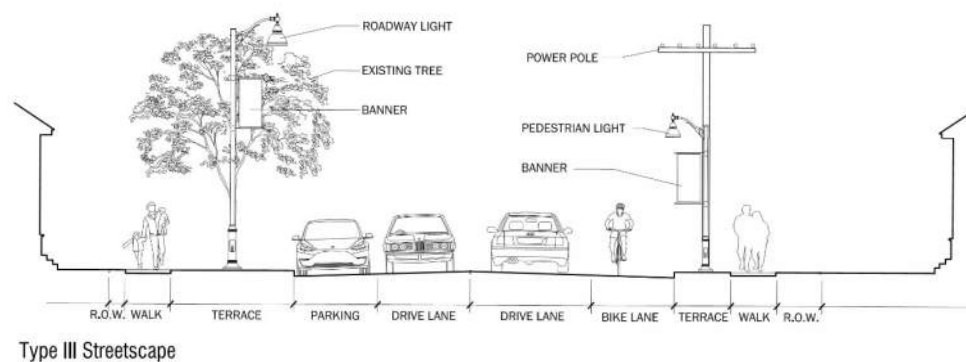 ROADWAY LIGHT
EXISTING TREE
BANNER
POWER POLE
PEDESTRIAN LIGHT
BANNER
R.O.W. WALK TERRACE PARKING DRIVE LANE DRIVE LANE BIKE LANE TERRACE WALK R.O.W.
Type III Streetscape